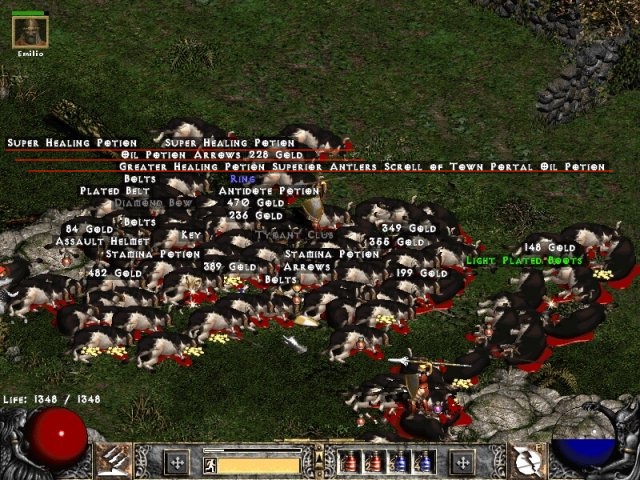 Emilio
Super Healing Potion Super Healing Potion
Oil Potion Arrows 228 Gold
Greater Healing Potion Superior Antlers Scroll of Town Portal Oil Potion
Bolts Ring
Plated Belt Antidote Potion
Diamond Bow 470 Gold
Bolts 236 Gold
84 Gold Key Tyrant Club 349 Gold
Assault Helmet 356 Gold
148 Gold
Stamina Potion Stamina Potion
Light Plated Boots
482 Gold 389 Gold Arrows 199 Gold
Bolts
Life: 1348 / 1348